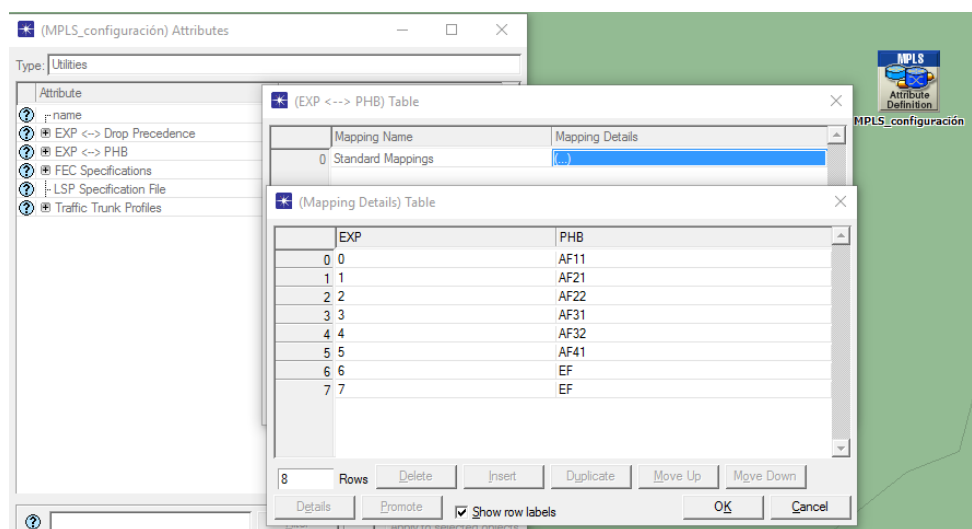 (MPLS_configuración) Attributes
Type: Utilities
Attribute
name
EXP <-> Drop Precedence
EXP <-> PHB
FEC Specifications
LSP Specification File
Traffic Trunk Profiles
(EXP <--> PHB) Table
Mapping Name Mapping Details
0 Standard Mappings (...)
(Mapping Details) Table
EXP PHB
0 0 AF11
1 1 AF21
2 2 AF22
3 3 AF31
4 4 AF32
5 5 AF41
6 6 EF
7 7 EF
8 Rows Delete Insert Duplicate Move Up Move Down
Details Promote Show row labels OK Cancel
MPLS
Attribute
Definition
MPLS_configuración